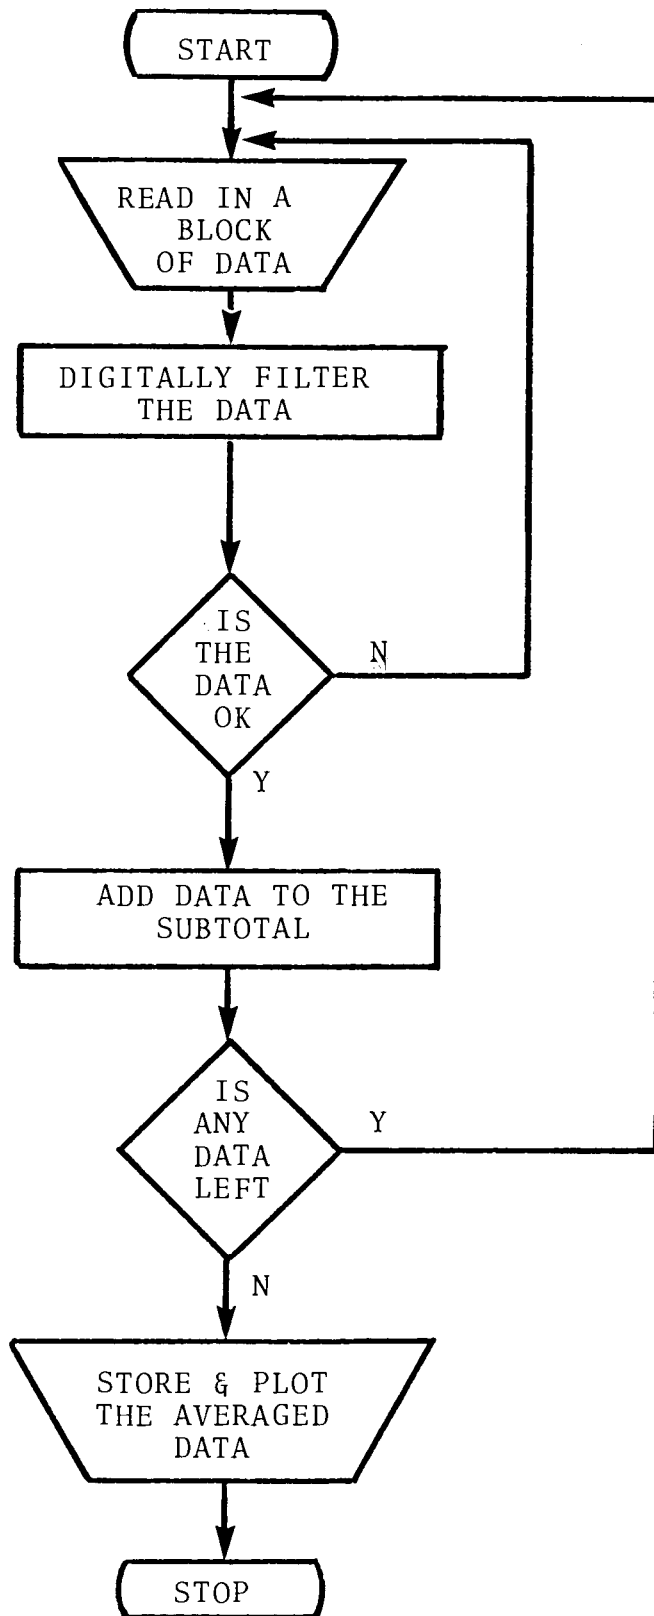 START
READ IN A
BLOCK
OF DATA
DIGITALLY FILTER
THE DATA
IS
THE
DATA
OK
N
Y
ADD DATA TO THE
SUBTOTAL
IS
ANY
DATA
LEFT
Y
N
STORE & PLOT
THE AVERAGED
DATA
STOP